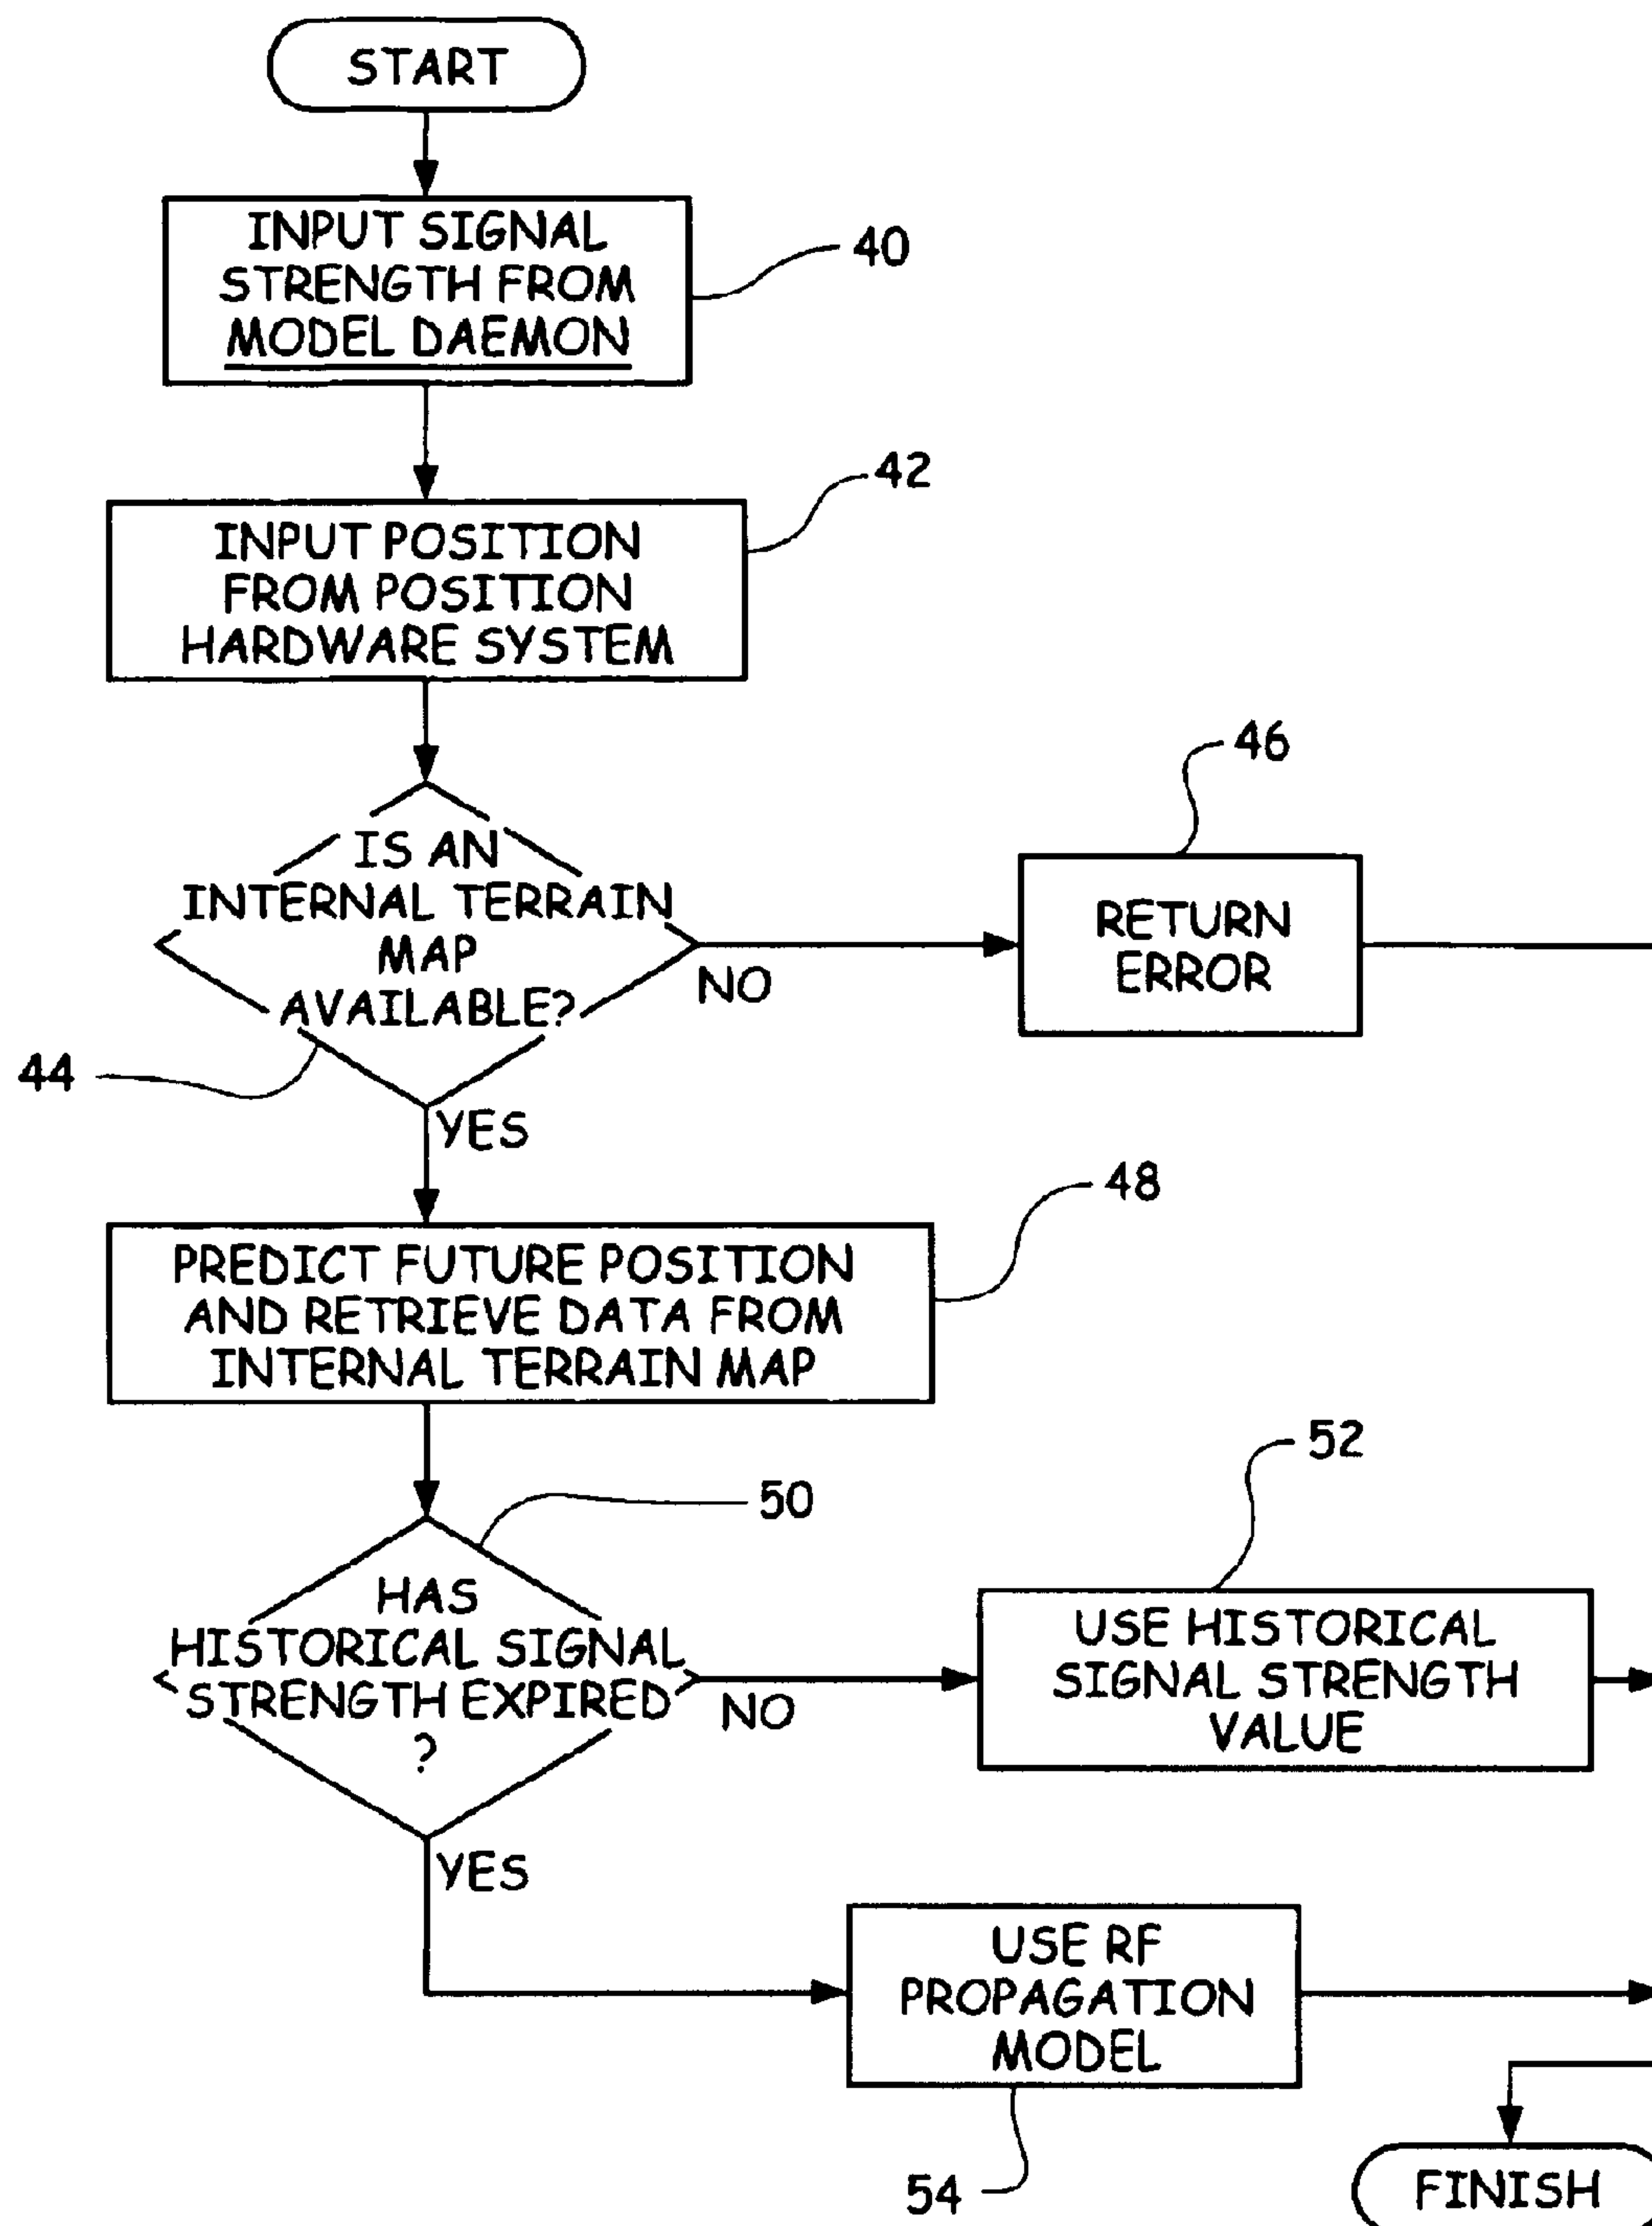 START
INPUT SIGNAL
STRENGTH FROM
MODEL DAEMON
40
INPUT POSITION
FROM POSITION
HARDWARE SYSTEM
42
IS AN
INTERNAL TERRAIN
MAP
AVAILABLE?
NO
44
YES
46
RETURN
ERROR
PREDICT FUTURE POSITION
AND RETRIEVE DATA FROM
INTERNAL TERRAIN MAP
48
50
HAS
HISTORICAL SIGNAL
STRENGTH EXPIRED
?
NO
YES
52
USE HISTORICAL
SIGNAL STRENGTH
VALUE
USE RF
PROPAGATION
MODEL
54
FINISH